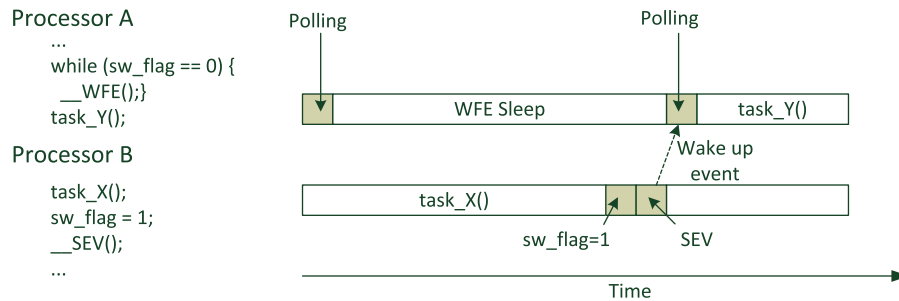 Processor A
...
while (sw_flag == 0) {
__WFE();}
task_Y();
Processor B
task_X();
sw_flag = 1;
__SEV();
...
Polling
Polling
WFE Sleep
task_Y()
Wake up
event
task_X()
sw_flag=1
SEV
Time